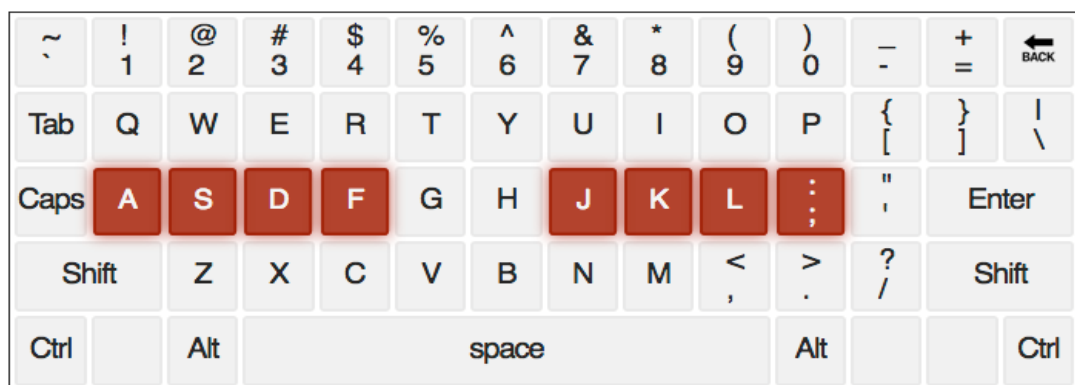 ~ ! @ # $ % ^ & * ( ) _ +
` 1 2 3 4 5 6 7 8 9 0 - = BACK
Tab Q W E R T Y U I O P { } |
[ ] \
Caps A S D F G H J K L : " Enter
; '
Shift Z X C V B N M < > ? Shift
, . /
Ctrl Alt space Alt Ctrl